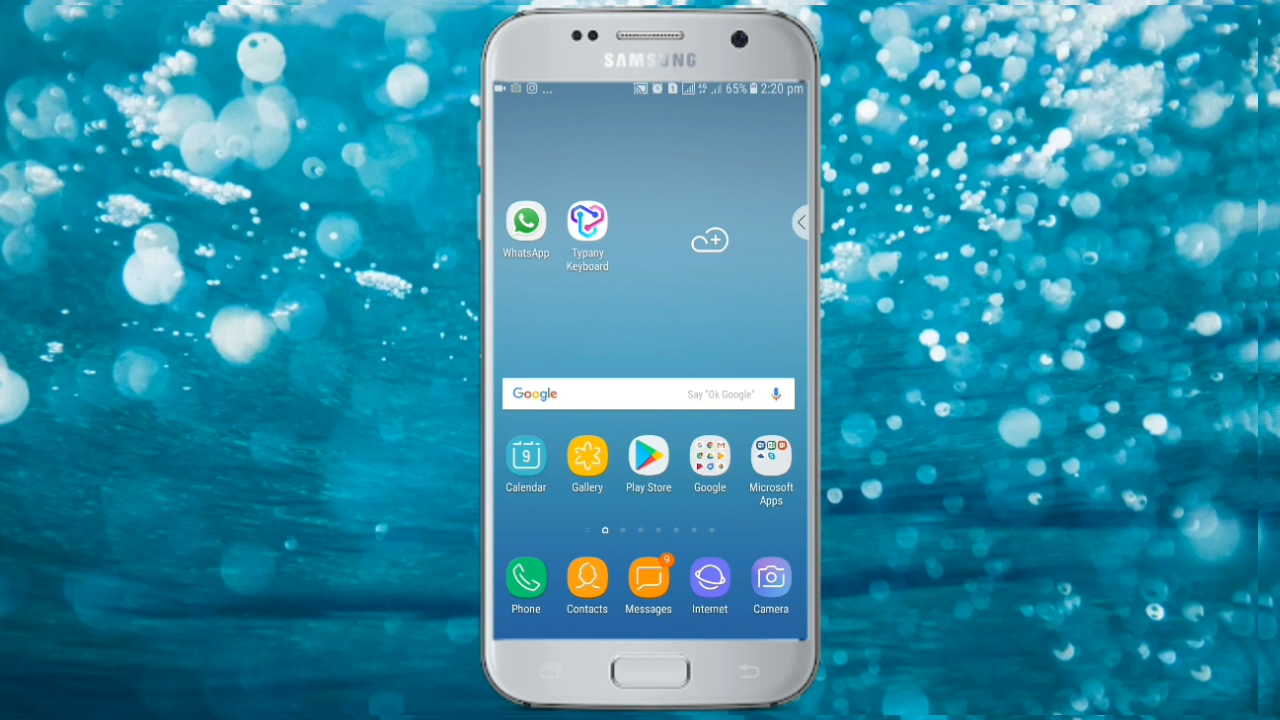 SAMSUNG
... 65% 2:20 pm
WhatsApp
Typany
Keyboard
Google
Say "Ok Google"
9
Calendar
Gallery
Play Store
Google
Microsoft
Apps
9
Phone
Contacts
Messages
Internet
Camera